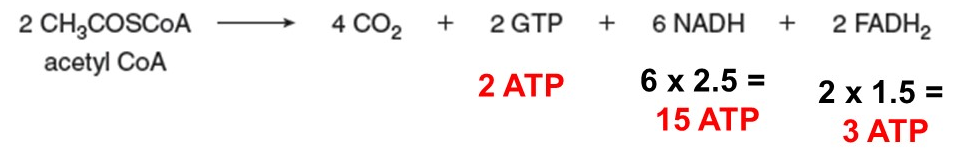 2 CH₃COSCoA ⟶ 4 CO₂ + 2 GTP + 6 NADH + 2 FADH₂
acetyl CoA
2 ATP
6 x 2.5 =
15 ATP
2 x 1.5 =
3 ATP